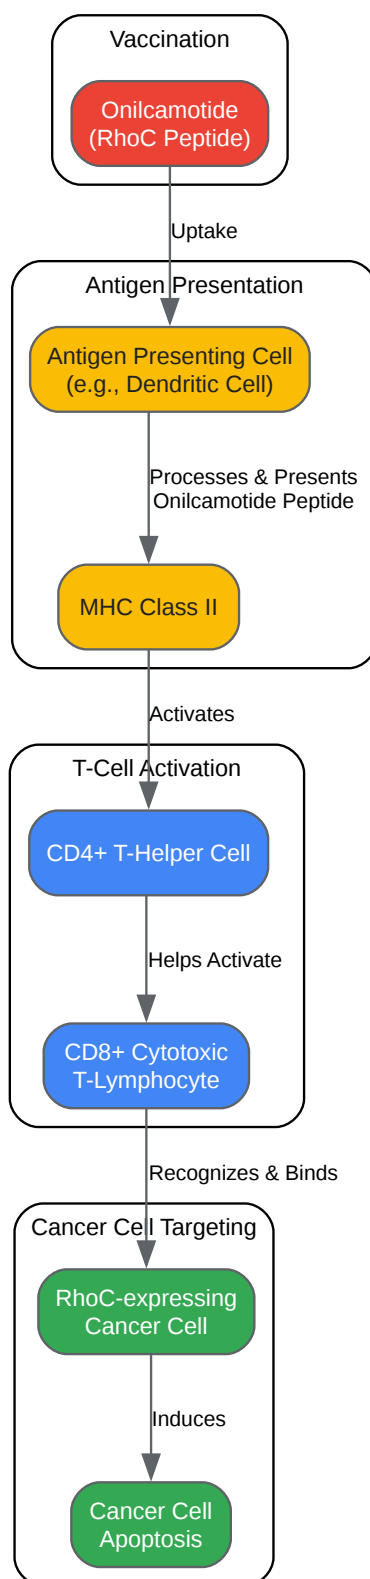 Vaccination
Onilcamotide
(RhoC Peptide)
Uptake
Antigen Presentation
Antigen Presenting Cell
(e.g., Dendritic Cell)
Processes & Presents
Onilcamotide Peptide
MHC Class II
Activates
T-Cell Activation
CD4+ T-Helper Cell
Helps Activate
CD8+ Cytotoxic
T-Lymphocyte
Recognizes & Binds
Cancer Cell Targeting
RhoC-expressing
Cancer Cell
Induces
Cancer Cell
Apoptosis